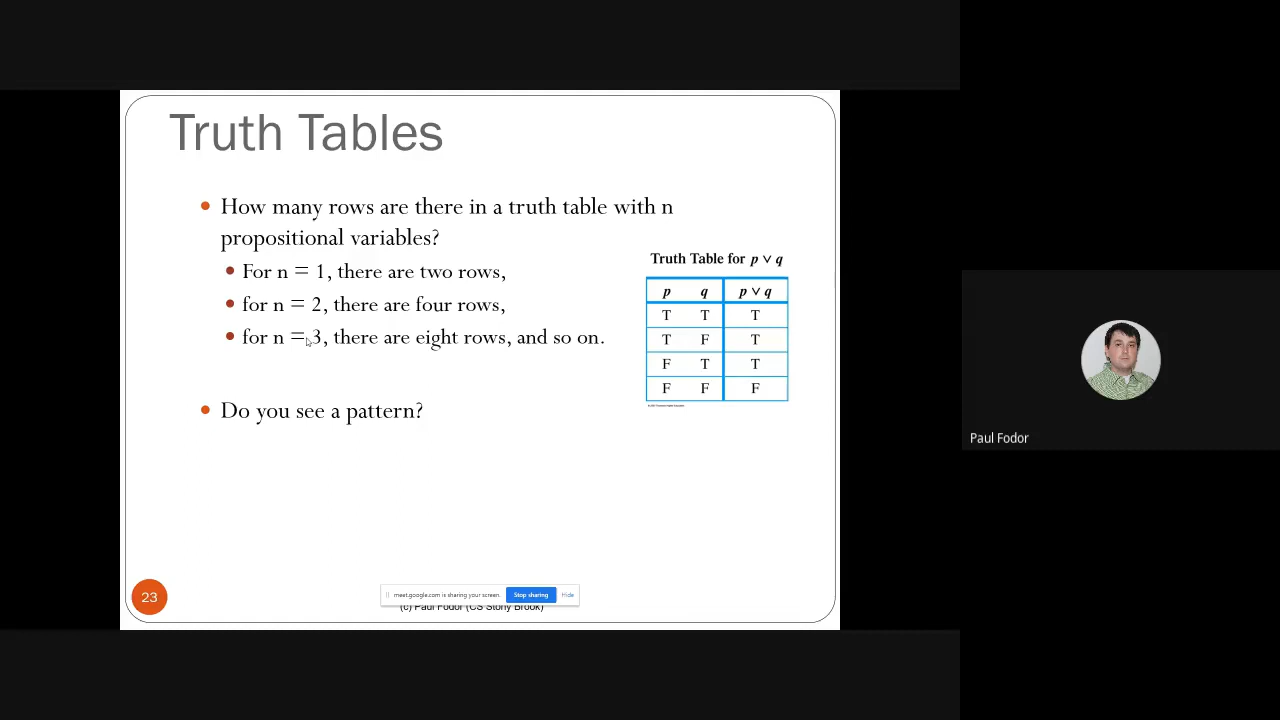 Truth Tables
• How many rows are there in a truth table with n
propositional variables?
• For n = 1, there are two rows,
• for n = 2, there are four rows,
• for n = 3, there are eight rows, and so on.
• Do you see a pattern?
Truth Table for p ∨ q
p q p ∨ q
T T T
T F T
F T T
F F F
23
meet.google.com is sharing your screen. Stop sharing Hide
(c) Paul Fodor (CS Stony Brook)
Paul Fodor